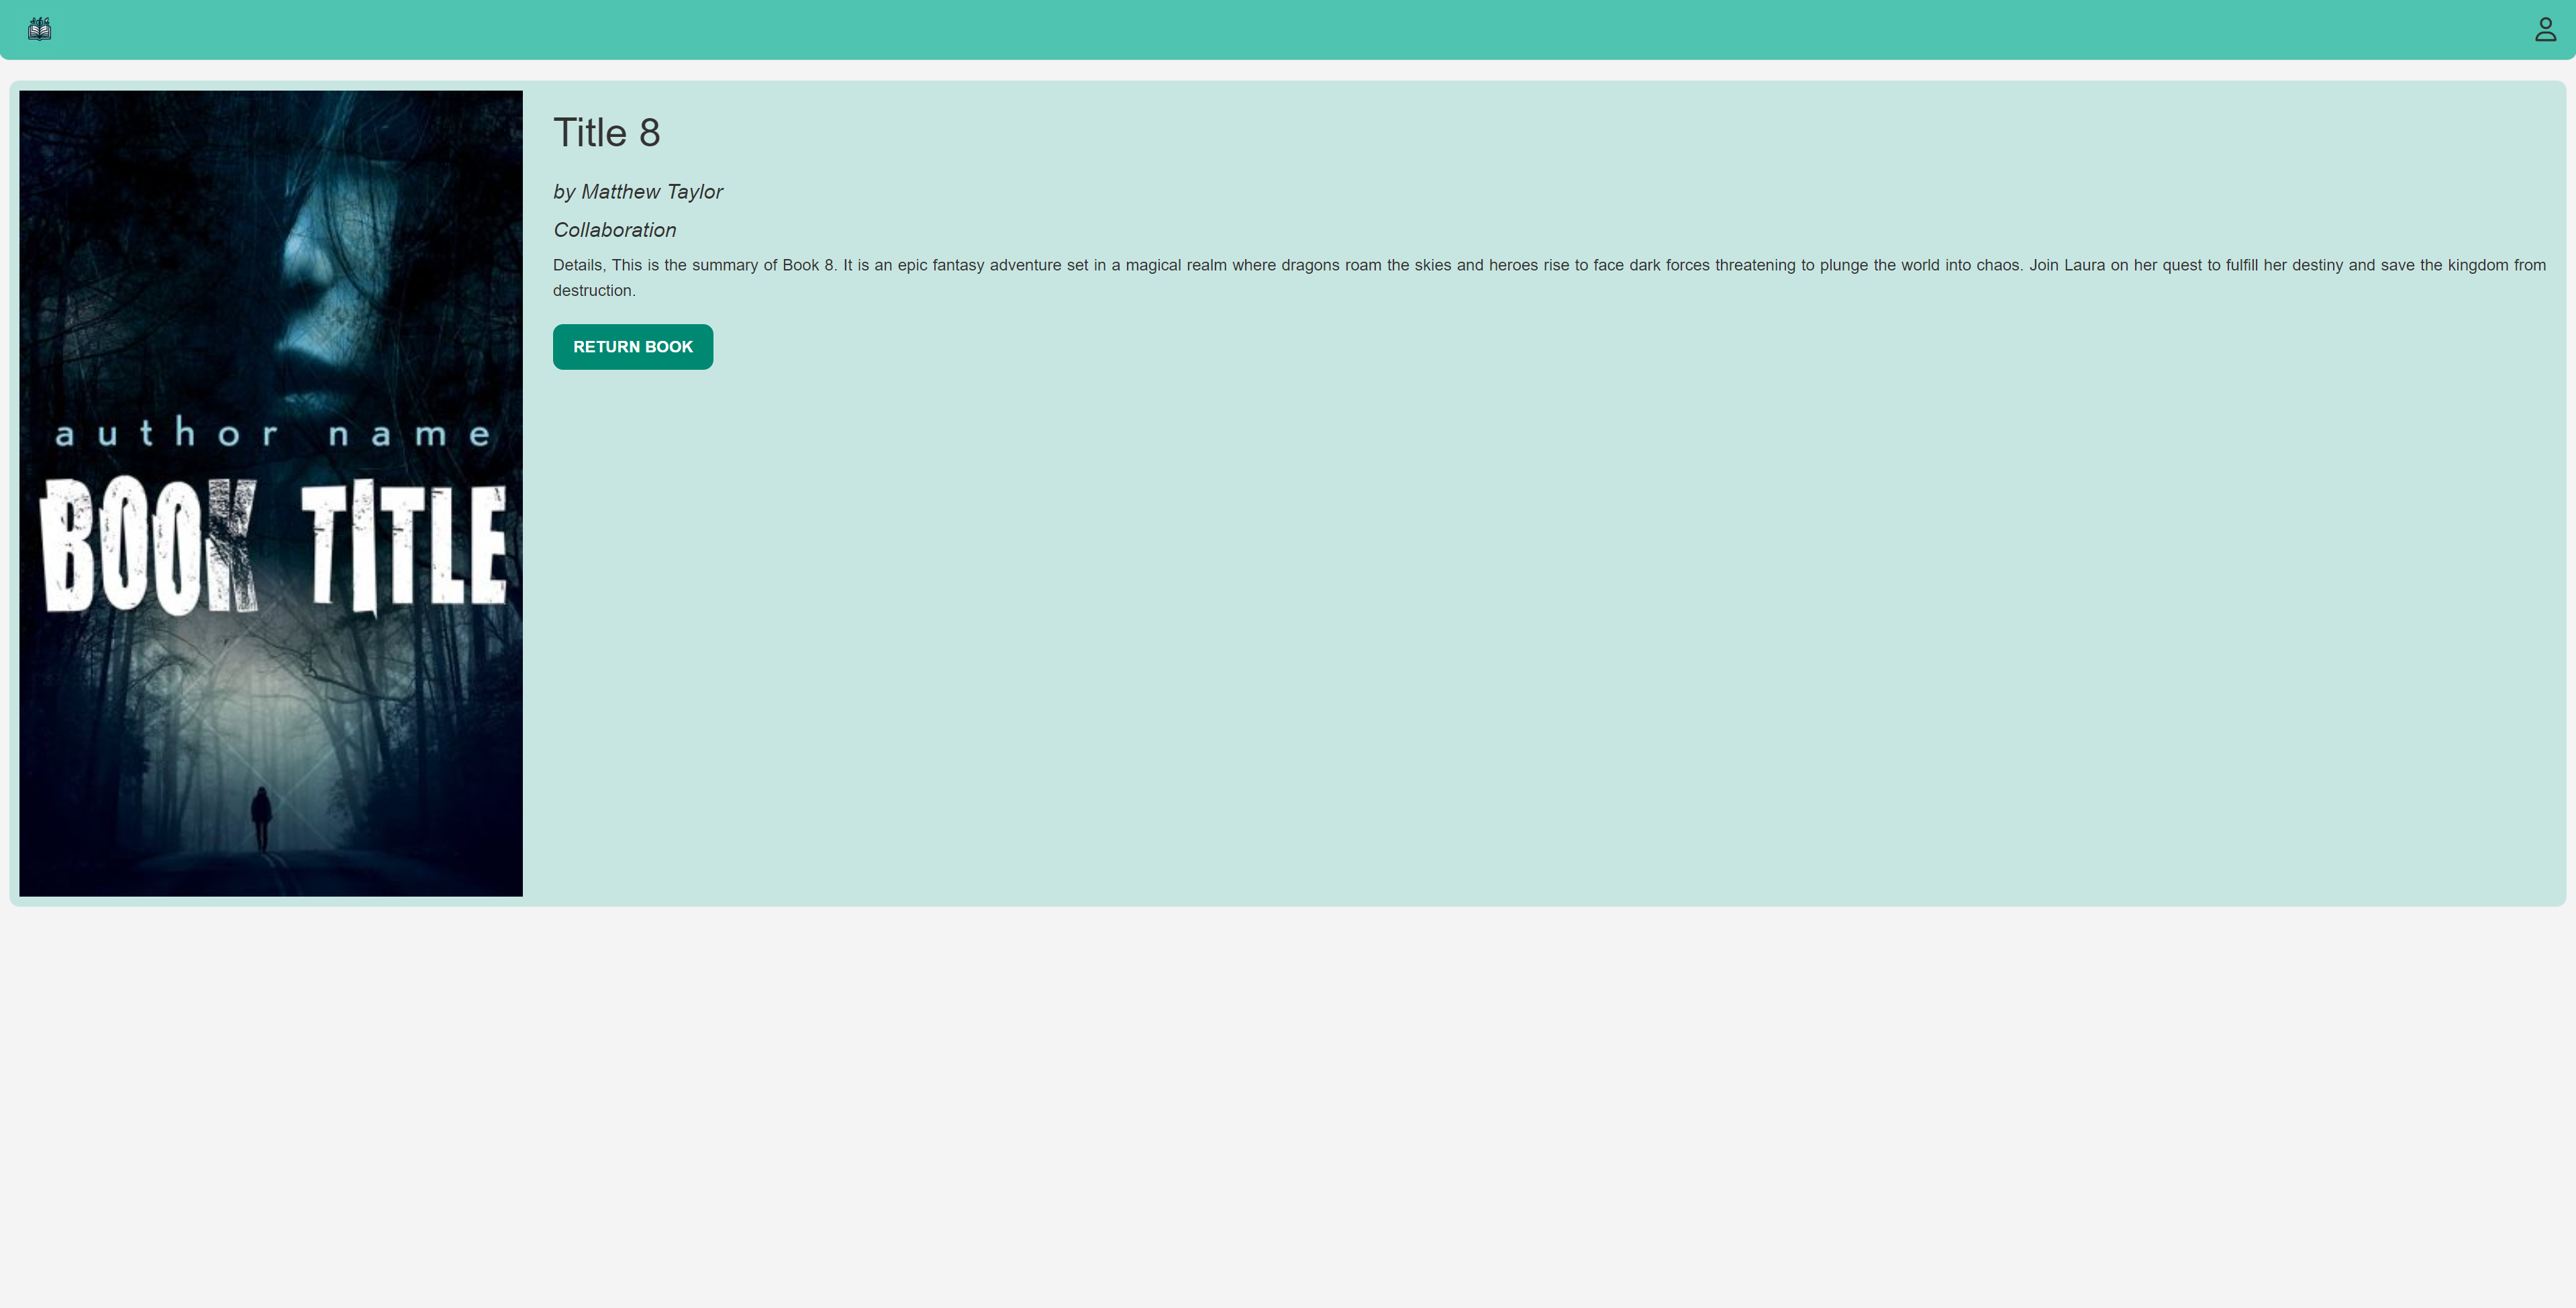 Title 8
by Matthew Taylor
Collaboration
Details, This is the summary of Book 8. It is an epic fantasy adventure set in a magical realm where dragons roam the skies and heroes rise to face dark forces threatening to plunge the world into chaos. Join Laura on her quest to fulfill her destiny and save the kingdom from
destruction.
RETURN BOOK
author name
BOOK TITLE